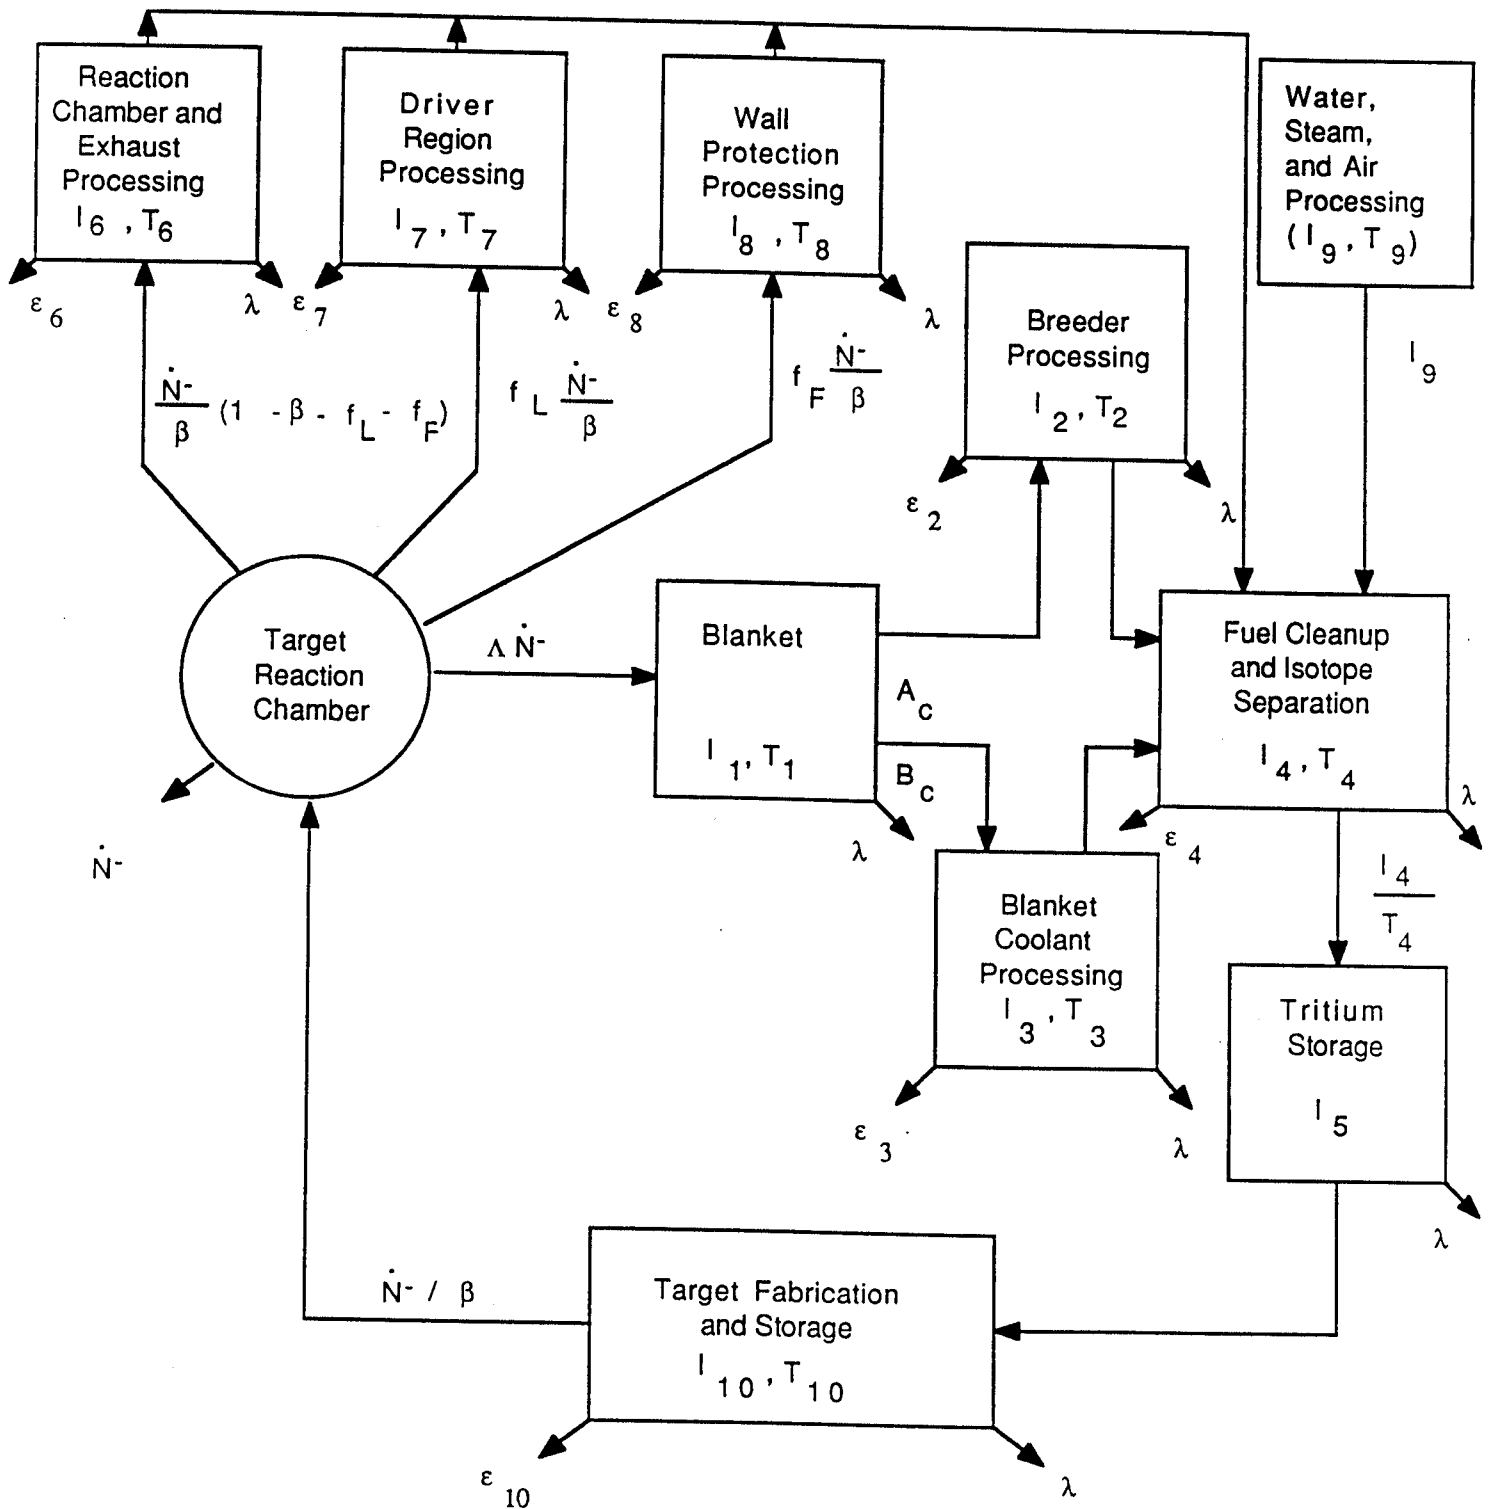 Reaction
Chamber and
Exhaust
Processing
I6 , T6
Driver
Region
Processing
I7 , T7
Wall
Protection
Processing
I8 , T8
Water,
Steam,
and Air
Processing
(I9 , T9)
ε6
λ
ε7
λ
ε8
λ
Breeder
Processing
I2 , T2
I9
Ṅ-/β (1 - β - fL - fF)
fL Ṅ-/β
fF Ṅ-/β
ε2
λ
Target
Reaction
Chamber
Λ Ṅ-
Blanket
I1, T1
Ac
Bc
Fuel Cleanup
and Isotope
Separation
I4 , T4
λ
Ṅ-
λ
ε4
I4
T4
Blanket
Coolant
Processing
I3 , T3
Tritium
Storage
I5
ε3
λ
λ
Ṅ- / β
Target Fabrication
and Storage
I10 , T10
ε10
λ